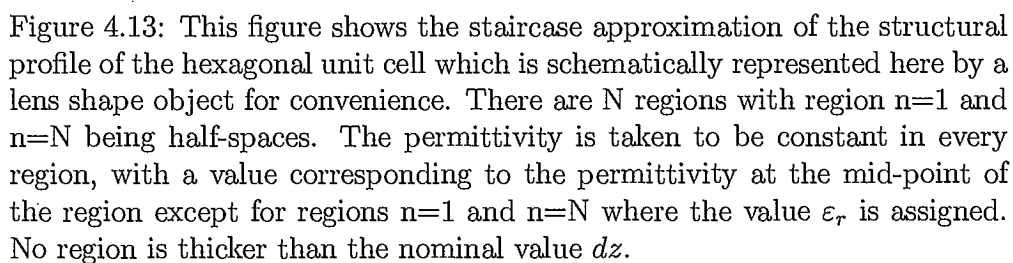 Figure 4.13: This figure shows the staircase approximation of the structural
profile of the hexagonal unit cell which is schematically represented here by a
lens shape object for convenience. There are N regions with region n=1 and
n=N being half-spaces. The permittivity is taken to be constant in every
region, with a value corresponding to the permittivity at the mid-point of
the region except for regions n=1 and n=N where the value εr is assigned.
No region is thicker than the nominal value dz.